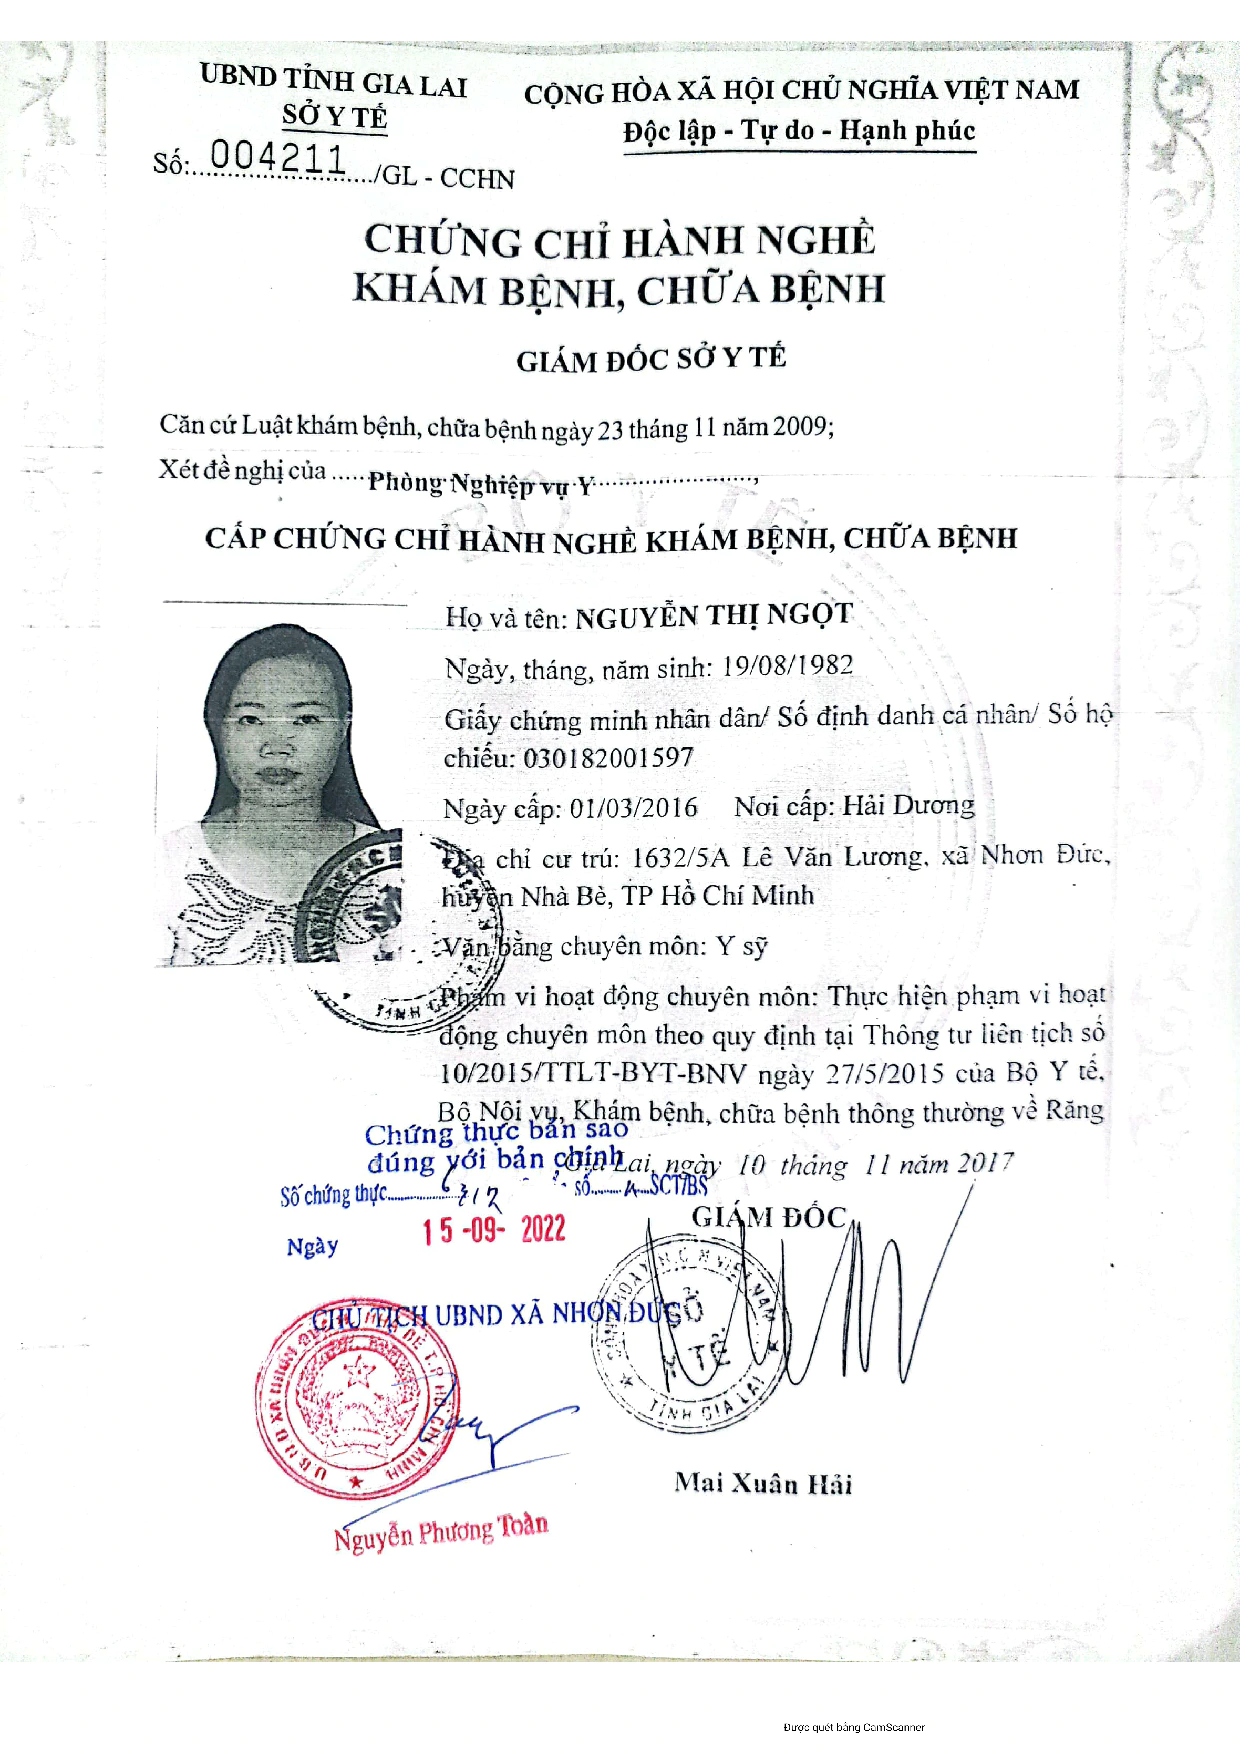 UBND TỈNH GIA LAI
SỞ Y TẾ
Số:....004211..../GL - CCHN
CỘNG HÒA XÃ HỘI CHỦ NGHĨA VIỆT NAM
Độc lập - Tự do - Hạnh phúc
CHỨNG CHỈ HÀNH NGHỀ
KHÁM BỆNH, CHỮA BỆNH
GIÁM ĐỐC SỞ Y TẾ
Căn cứ Luật khám bệnh, chữa bệnh ngày 23 tháng 11 năm 2009;
Xét đề nghị của ..... Phòng Nghiệp vụ Y ....................,
CẤP CHỨNG CHỈ HÀNH NGHỀ KHÁM BỆNH, CHỮA BỆNH
Họ và tên: NGUYỄN THỊ NGỌT
Ngày, tháng, năm sinh: 19/08/1982
Giấy chứng minh nhân dân/ Số định danh cá nhân/ Số hộ
chiếu: 030182001597
Ngày cấp: 01/03/2016 Nơi cấp: Hải Dương
Địa chỉ cư trú: 1632/5A Lê Văn Lương, xã Nhơn Đức,
huyện Nhà Bè, TP Hồ Chí Minh
Văn bằng chuyên môn: Y sỹ
Phạm vi hoạt động chuyên môn: Thực hiện phạm vi hoạt
động chuyên môn theo quy định tại Thông tư liên tịch số
10/2015/TTLT-BYT-BNV ngày 27/5/2015 của Bộ Y tế,
Bộ Nội vụ, Khám bệnh, chữa bệnh thông thường về Răng
Chứng thực bản sao
đúng với bản chính
Gia Lai, ngày 10 tháng 11 năm 2017
Số chứng thực.......... số.......SCT/BS
GIÁM ĐỐC
Ngày 15-09-2022
CHỦ TỊCH UBND XÃ NHƠN ĐỨC
SỞ
Y TẾ
TỈNH GIA LAI
Mai Xuân Hải
Nguyễn Phương Toàn
Được quét bằng CamScanner